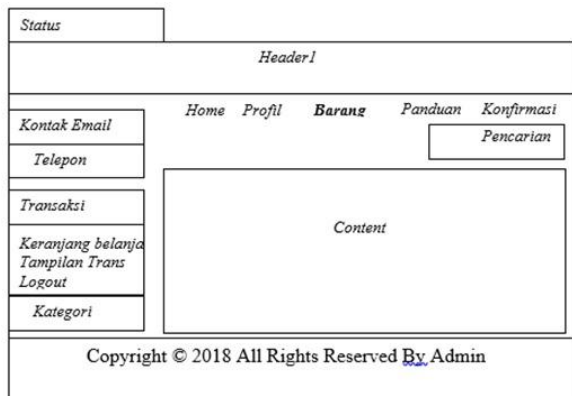 Status
Header1
Home Profil Barang Panduan Konfirmasi
Pencarian
Kontak Email
Telepon
Transaksi
Keranjang belanja
Tampilan Trans
Logout
Kategori
Content
Copyright © 2018 All Rights Reserved By Admin